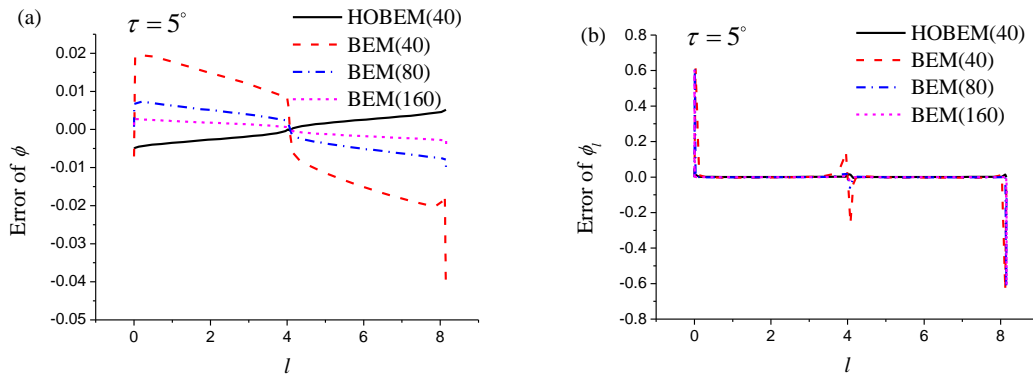 (a)
τ = 5°
HOBEM(40)
BEM(40)
BEM(80)
BEM(160)
0.02
0.01
0.00
-0.01
-0.02
-0.03
-0.04
-0.05
Error of ϕ
0 2 4 6 8
l
(b)
τ = 5°
HOBEM(40)
BEM(40)
BEM(80)
BEM(160)
0.8
0.6
0.4
0.2
0.0
-0.2
-0.4
-0.6
-0.8
Error of ϕₗ
0 2 4 6 8
l